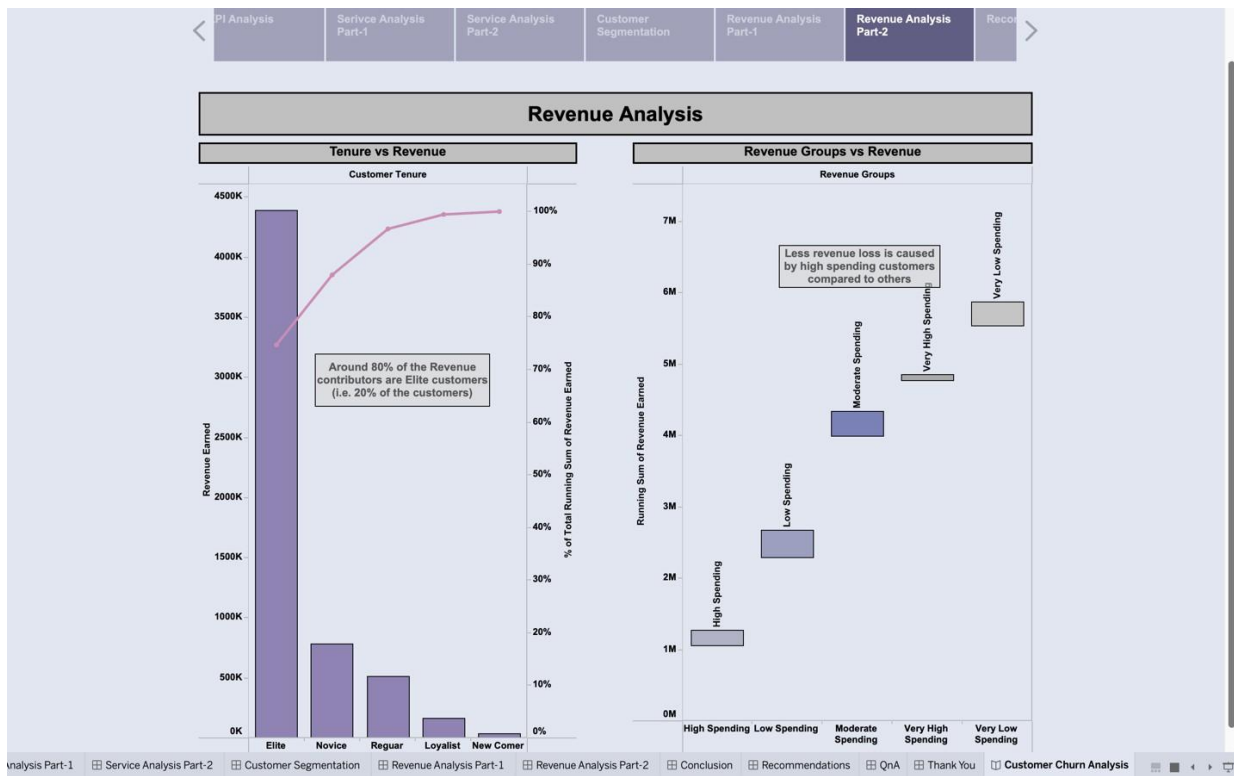 PI Analysis
Serivce Analysis
Part-1
Service Analysis
Part-2
Customer
Segmentation
Revenue Analysis
Part-1
Revenue Analysis
Part-2
Revenue Analysis
Tenure vs Revenue
Customer Tenure
4500K
4000K
3500K
3000K
2500K
2000K
1500K
1000K
500K
0K
Revenue Earned
Around 80% of the Revenue
contributors are Elite customers
(i.e. 20% of the customers)
100%
90%
80%
70%
60%
50%
40%
30%
20%
10%
0%
% of Total Running Sum of Revenue Earned
Elite
Novice
Reguar
Loyalist
New Comer
Revenue Groups vs Revenue
Revenue Groups
7M
6M
5M
4M
3M
2M
1M
0M
Running Sum of Revenue Earned
Less revenue loss is caused
by high spending customers
compared to others
High Spending
Low Spending
Moderate Spending
Very High Spending
Very Low Spending
High Spending
Low Spending
Moderate
Spending
Very High
Spending
Very Low
Spending
nalysis Part-1
Service Analysis Part-2
Customer Segmentation
Revenue Analysis Part-1
Revenue Analysis Part-2
Conclusion
Recommendations
QnA
Thank You
Customer Churn Analysis